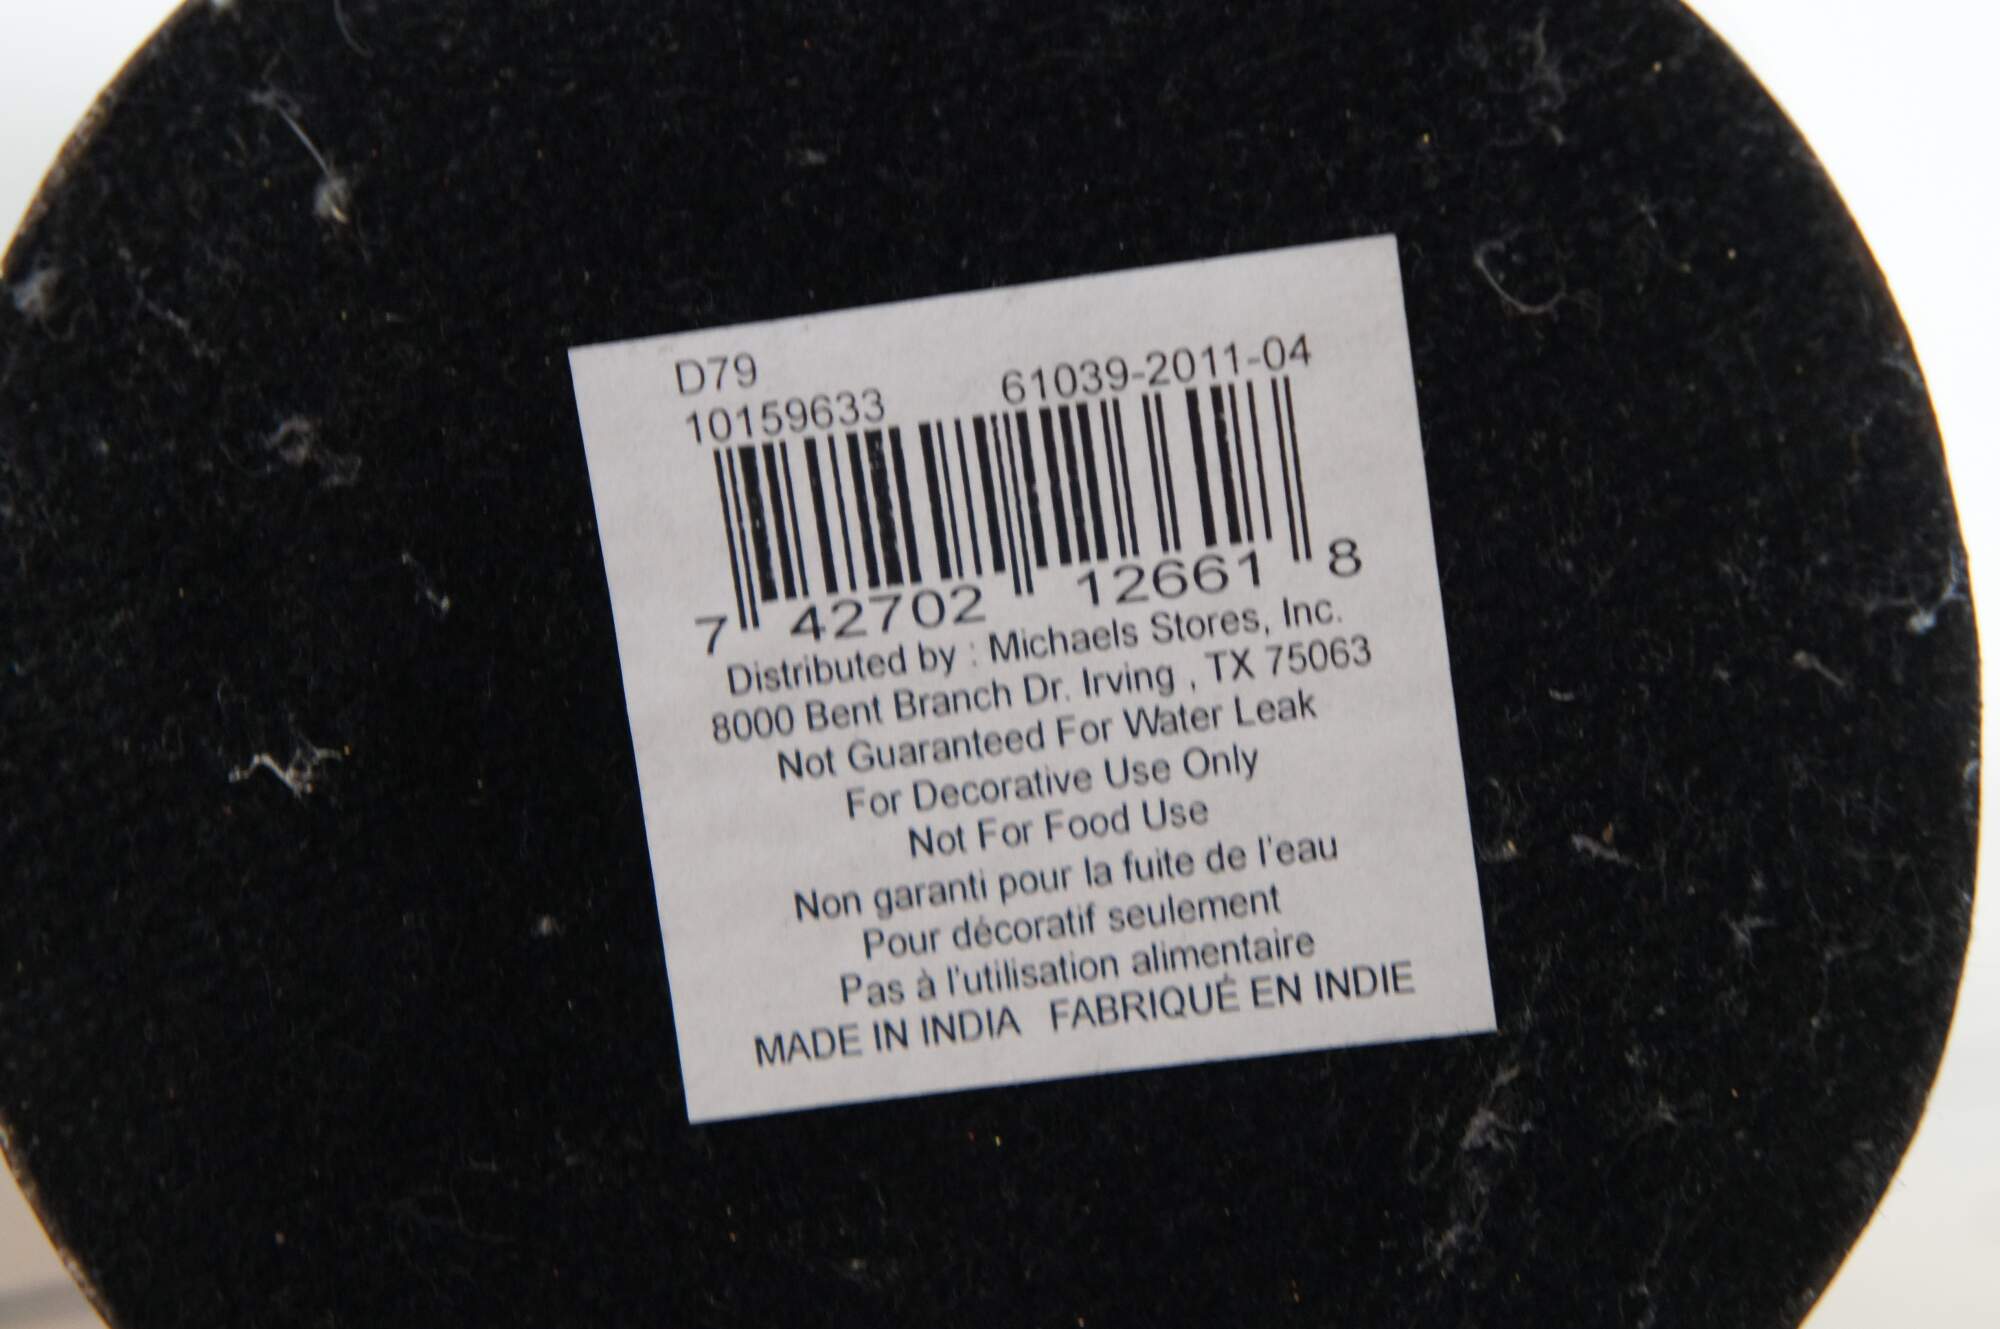 D79
10159633 61039-2011-04
7 42702 12661 8
Distributed by : Michaels Stores, Inc.
8000 Bent Branch Dr. Irving , TX 75063
Not Guaranteed For Water Leak
For Decorative Use Only
Not For Food Use
Non garanti pour la fuite de l'eau
Pour décoratif seulement
Pas à l'utilisation alimentaire
MADE IN INDIA FABRIQUÉ EN INDIE